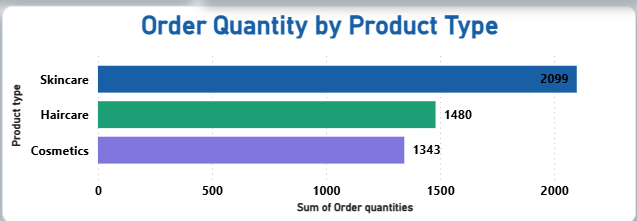 Order Quantity by Product Type
Product type
Skincare 2099
Haircare 1480
Cosmetics 1343
0 500 1000 1500 2000
Sum of Order quantities